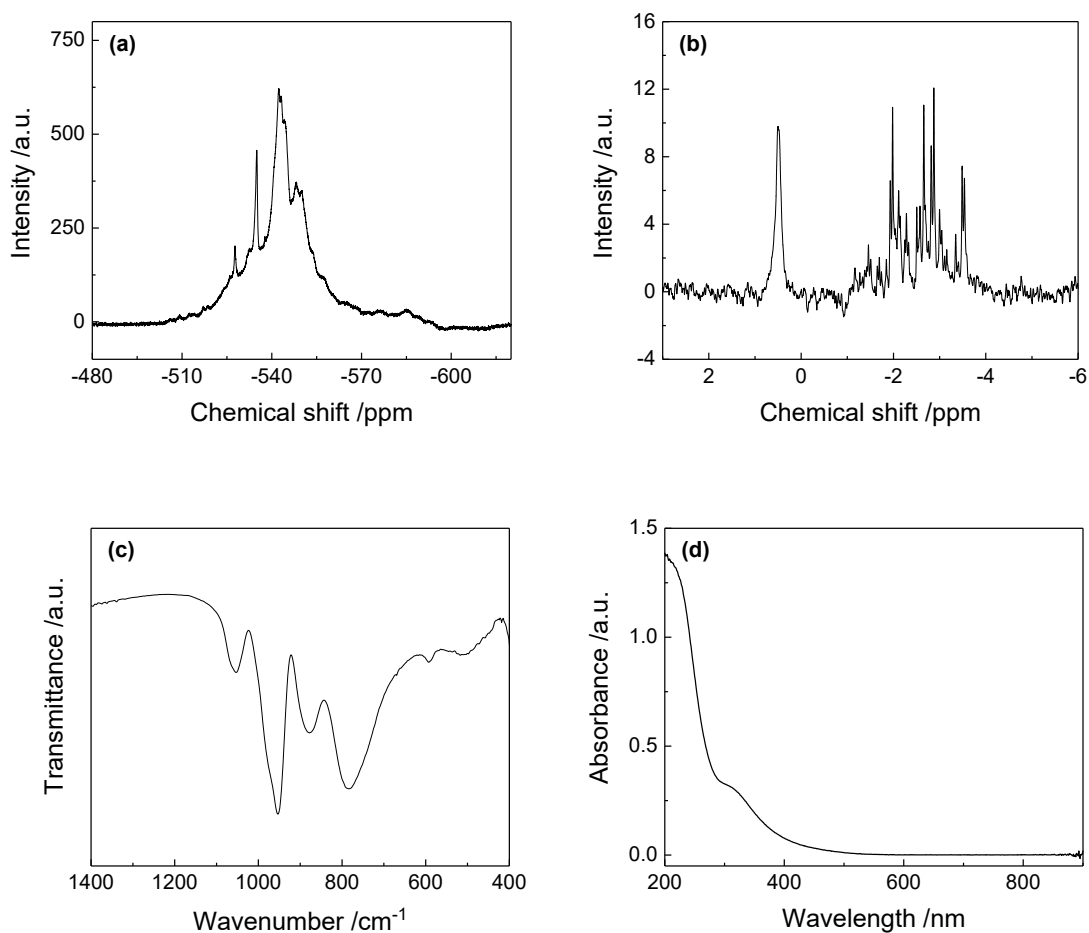 (a)
Intensity /a.u.
750
500
250
0
-480 -510 -540 -570 -600
Chemical shift /ppm
(b)
Intensity /a.u.
16
12
8
4
0
-4
2 0 -2 -4 -6
Chemical shift /ppm
(c)
Transmittance /a.u.
1400 1200 1000 800 600 400
Wavenumber /cm-1
(d)
Absorbance /a.u.
1.5
1.0
0.5
0.0
200 400 600 800
Wavelength /nm